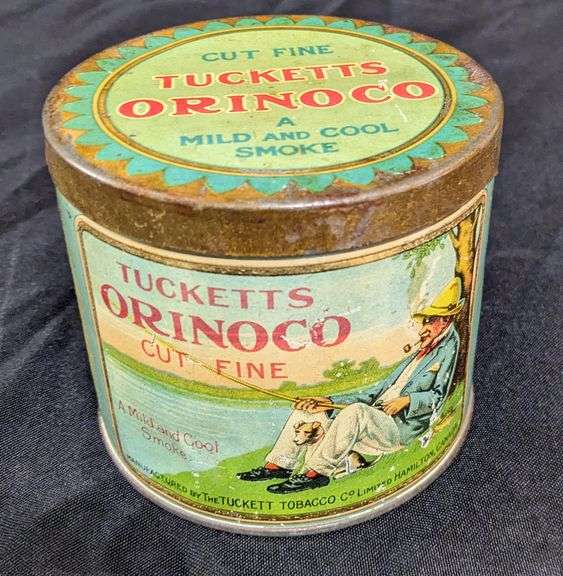 CUT FINE
TUCKETTS
ORINOCO
A
MILD AND COOL
SMOKE
TUCKETTS
ORINOCO
CUT FINE
A Mild and Cool
Smoke
MANUFACTURED BY THE TUCKETT TOBACCO CO LIMITED HAMILTON,